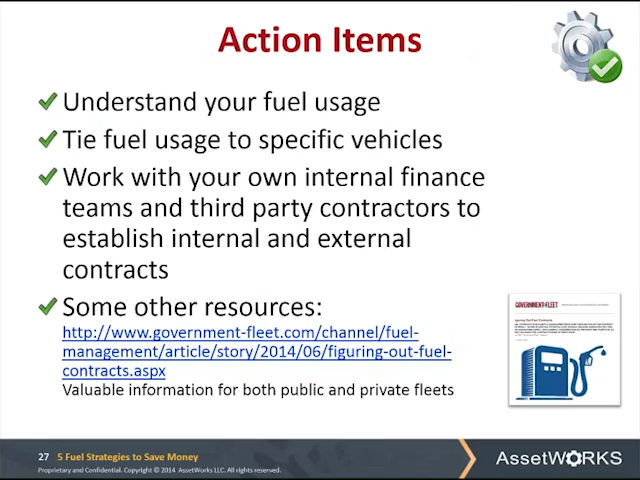 Action Items
Understand your fuel usage
Tie fuel usage to specific vehicles
Work with your own internal finance
teams and third party contractors to
establish internal and external
contracts
Some other resources:
http://www.government-fleet.com/channel/fuel-
management/article/story/2014/06/figuring-out-fuel-
contracts.aspx
Valuable information for both public and private fleets
GOVERNMENT-FLEET
27 5 Fuel Strategies to Save Money
Proprietary and Confidential. Copyright © 2014 AssetWorks LLC. All rights reserved.
ASSETWORKS